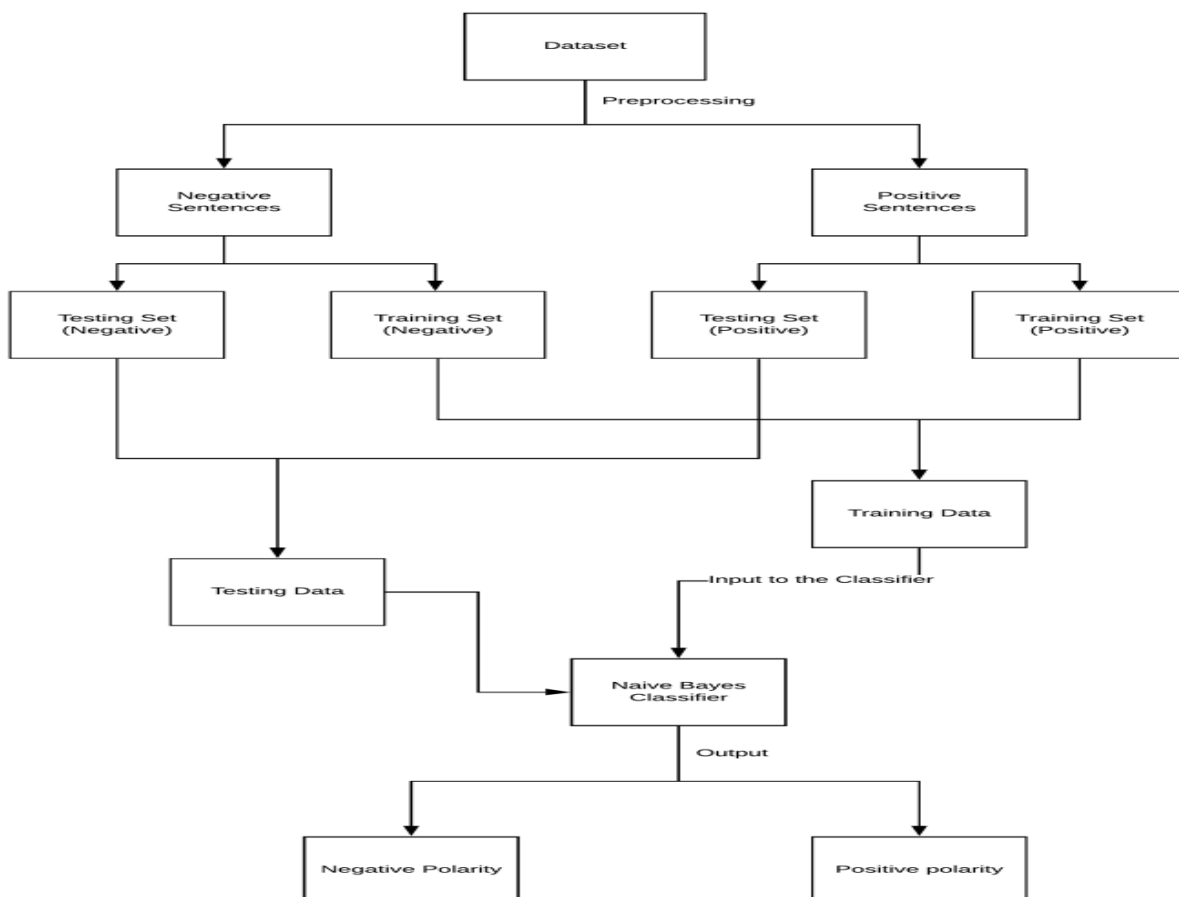 Dataset
Preprocessing
Negative
Sentences
Positive
Sentences
Testing Set
(Negative)
Training Set
(Negative)
Testing Set
(Positive)
Training Set
(Positive)
Training Data
Input to the Classifier
Testing Data
Naive Bayes
Classifier
Output
Negative Polarity
Positive polarity